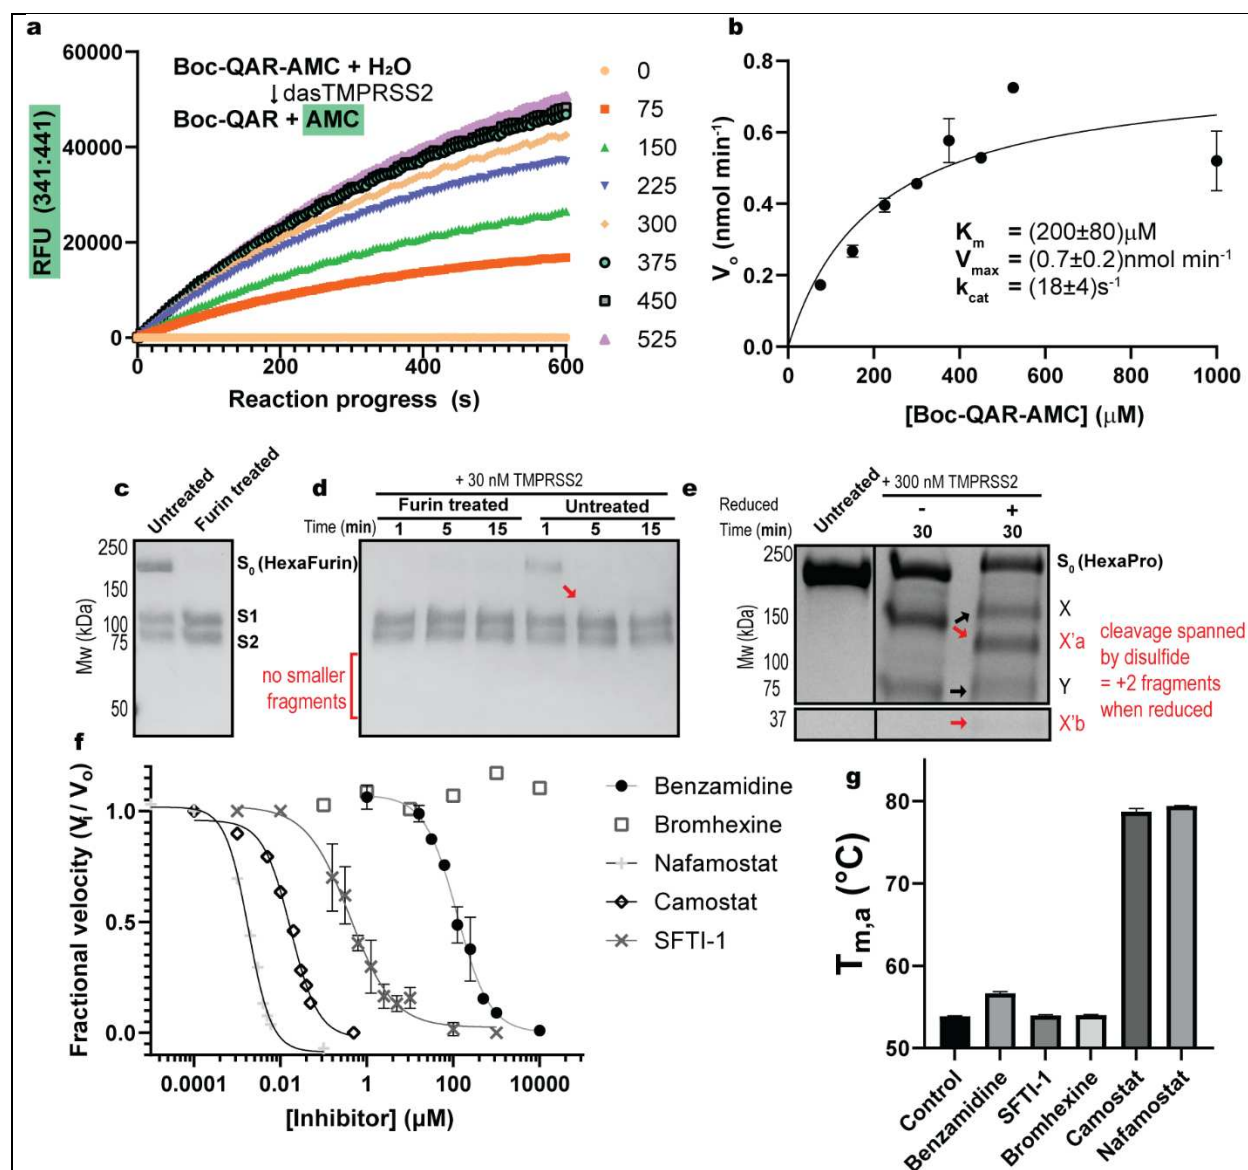 a
60000
40000
20000
0
RFU (341:441)
Boc-QAR-AMC + H₂O
↓dasTMPRSS2
Boc-QAR + AMC
0
75
150
225
300
375
450
525
0 200 400 600
Reaction progress (s)
b
0.8
0.6
0.4
0.2
0.0
Vₒ (nmol min⁻¹)
Kₘ = (200±80)μM
Vₘₐₓ = (0.7±0.2)nmol min⁻¹
k_cat = (18±4)s⁻¹
0 200 400 600 800 1000
[Boc-QAR-AMC] (μM)
c
Untreated
Furin treated
Mw (kDa)
250
150
100
75
50
S₀ (HexaFurin)
S1
S2
d
+ 30 nM TMPRSS2
Furin treated Untreated
Time (min) 1 5 15 1 5 15
no smaller
fragments
e
Untreated
+ 300 nM TMPRSS2
Reduced - +
Time (min) 30 30
Mw (kDa)
250
150
100
75
37
S₀ (HexaPro)
X
X'a
Y
X'b
cleavage spanned
by disulfide
= +2 fragments
when reduced
f
Fractional velocity (Vᵢ / Vₒ)
1.0
0.5
0.0
0.0001 0.01 1 100 10000
[Inhibitor] (μM)
Benzamidine
Bromhexine
Nafamostat
Camostat
SFTI-1
g
Tₘ,ₐ (°C)
80
70
60
50
Control
Benzamidine
SFTI-1
Bromhexine
Camostat
Nafamostat